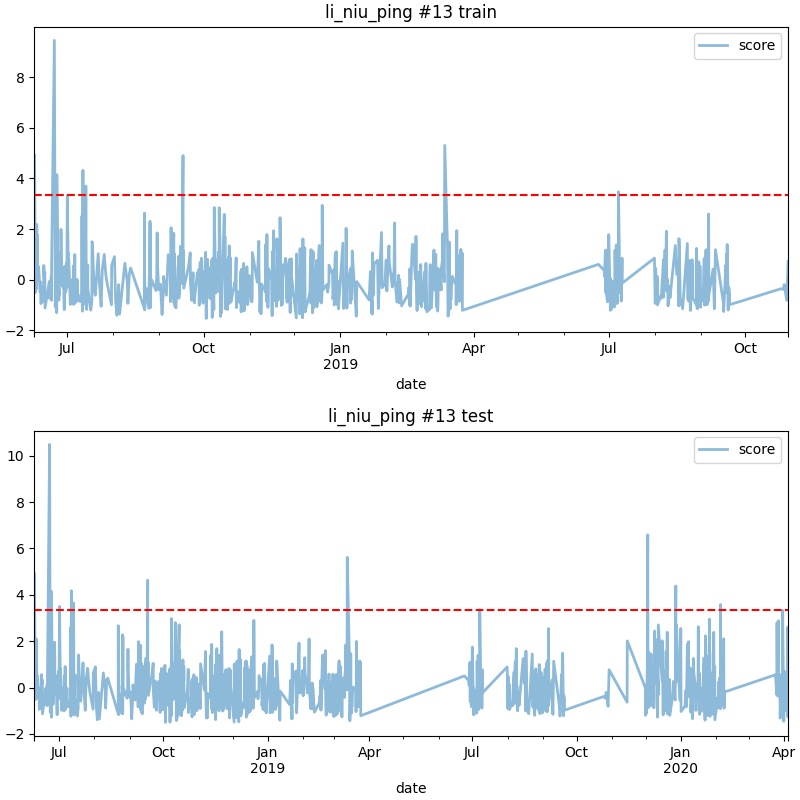 li_niu_ping #13 train
score
8
6
4
2
0
−2
Jul
Oct
Jan
2019
Apr
Jul
Oct
date
li_niu_ping #13 test
score
10
8
6
4
2
0
−2
Jul
Oct
Jan
2019
Apr
Jul
Oct
Jan
2020
Apr
date